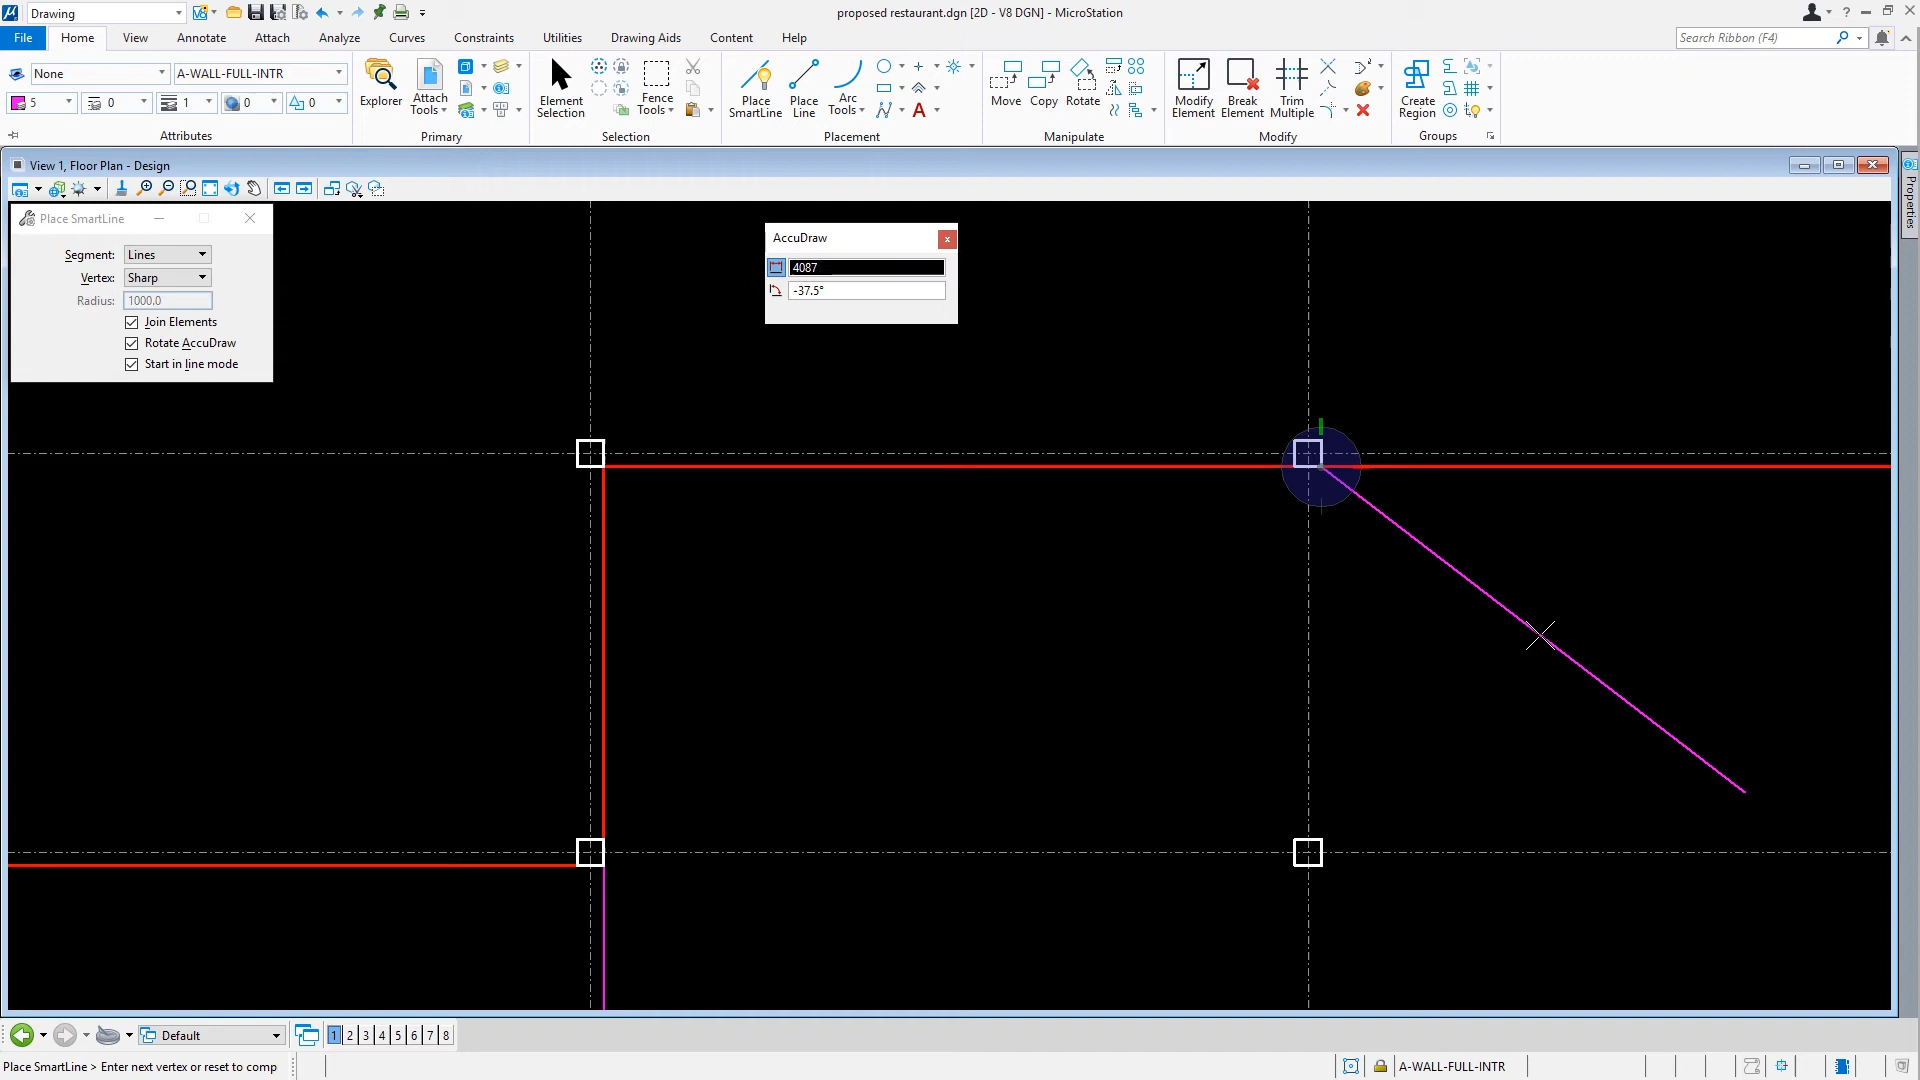 Drawing
proposed restaurant.dgn [2D - V8 DGN] - MicroStation
File Home View Annotate Attach Analyze Curves Constraints Utilities Drawing Aids Content Help
Search Ribbon (F4)
None A-WALL-FULL-INTR
5 0 1 0 0
Explorer
Attach Tools
Element Selection
Fence Tools
Place SmartLine
Place Line
Arc Tools
Move
Copy
Rotate
Modify Element
Break Element
Trim Multiple
Create Region
Attributes Primary Selection Placement Manipulate Modify Groups
View 1, Floor Plan - Design
Properties
Place SmartLine
Segment: Lines
Vertex: Sharp
Radius: 1000.0
Join Elements
Rotate AccuDraw
Start in line mode
AccuDraw
4087
-37.5°
Default
1 2 3 4 5 6 7 8
Place SmartLine > Enter next vertex or reset to comp
A-WALL-FULL-INTR